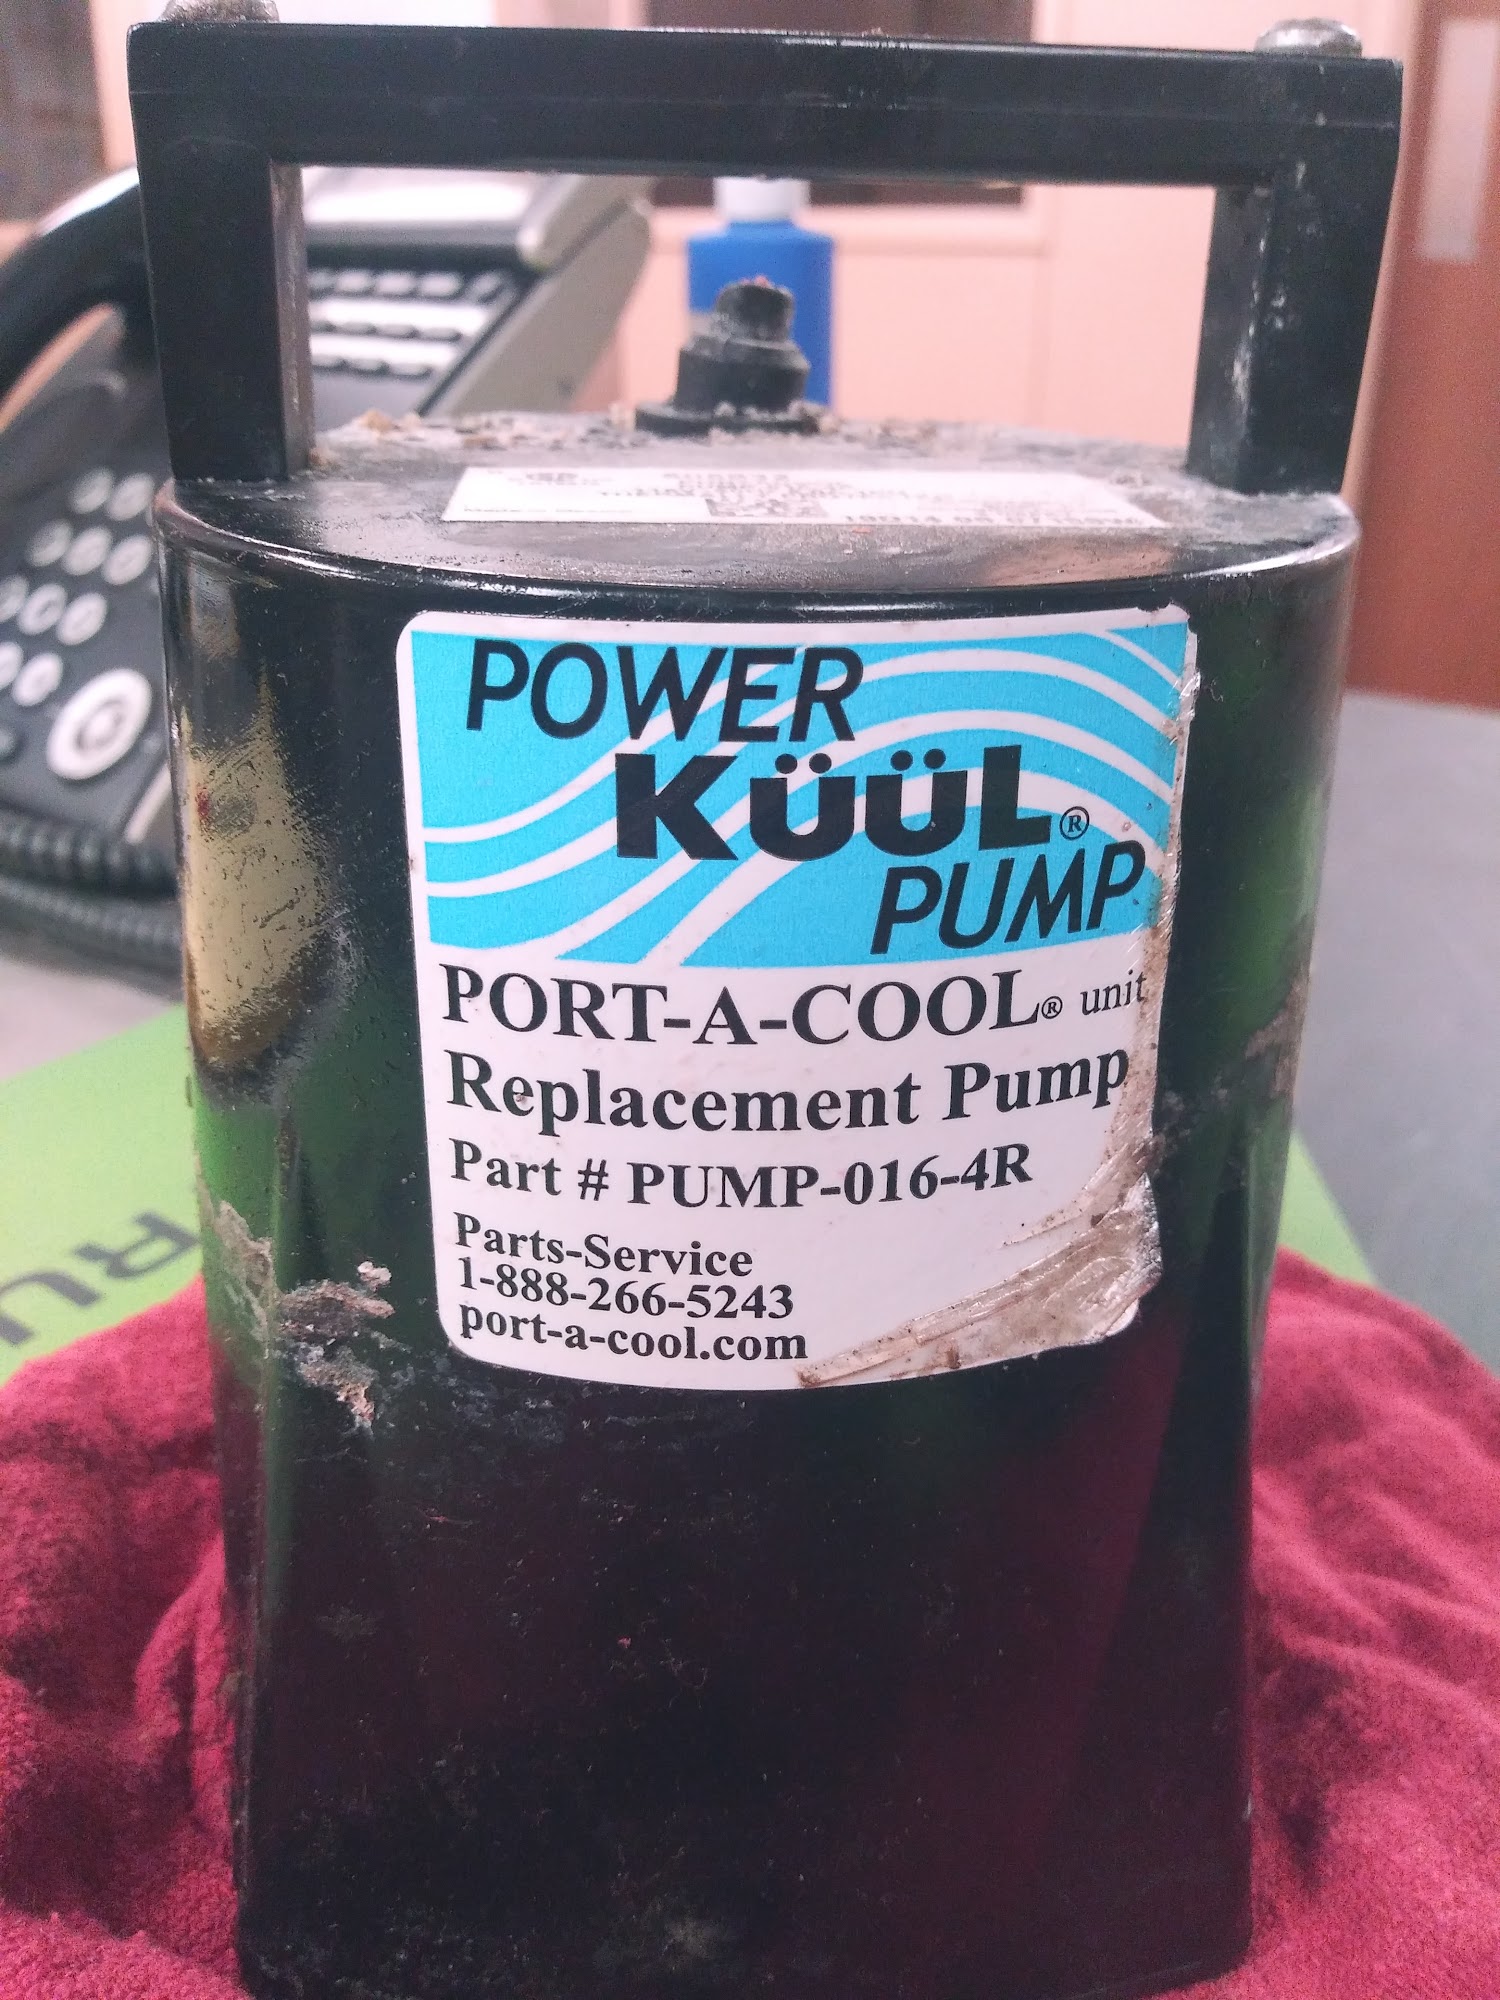 POWER
KÜÜL®
PUMP
PORT-A-COOL® unit
Replacement Pump
Part # PUMP-016-4R
Parts-Service
1-888-266-5243
port-a-cool.com
RU